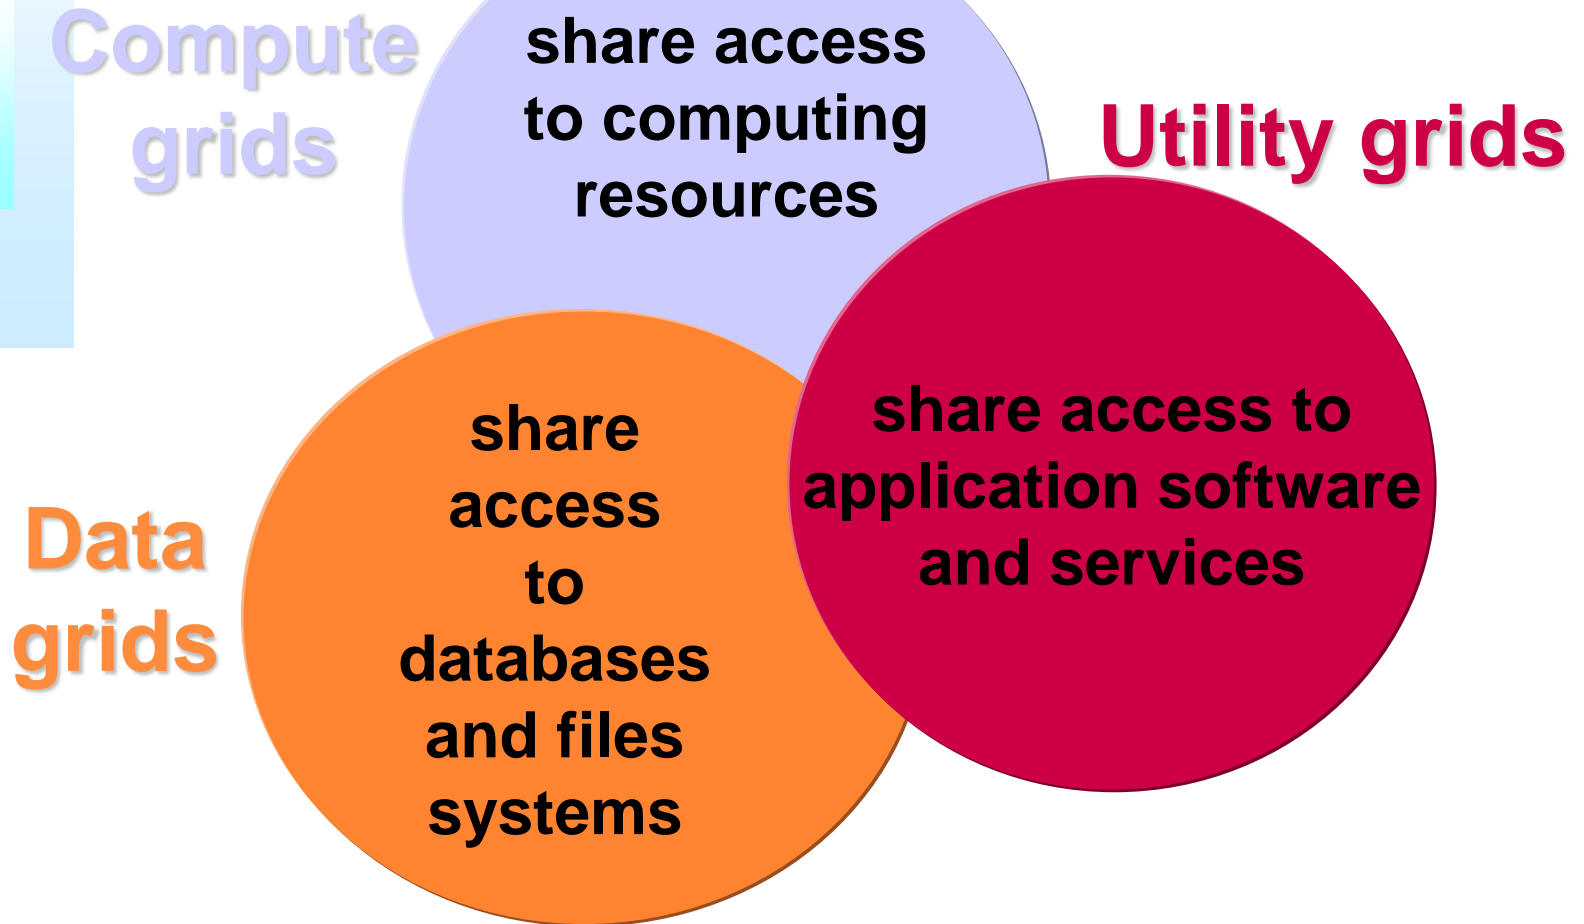 Compute
grids
share access
to computing
resources
Utility grids
share access to
application software
and services
Data
grids
share
access
to
databases
and files
systems